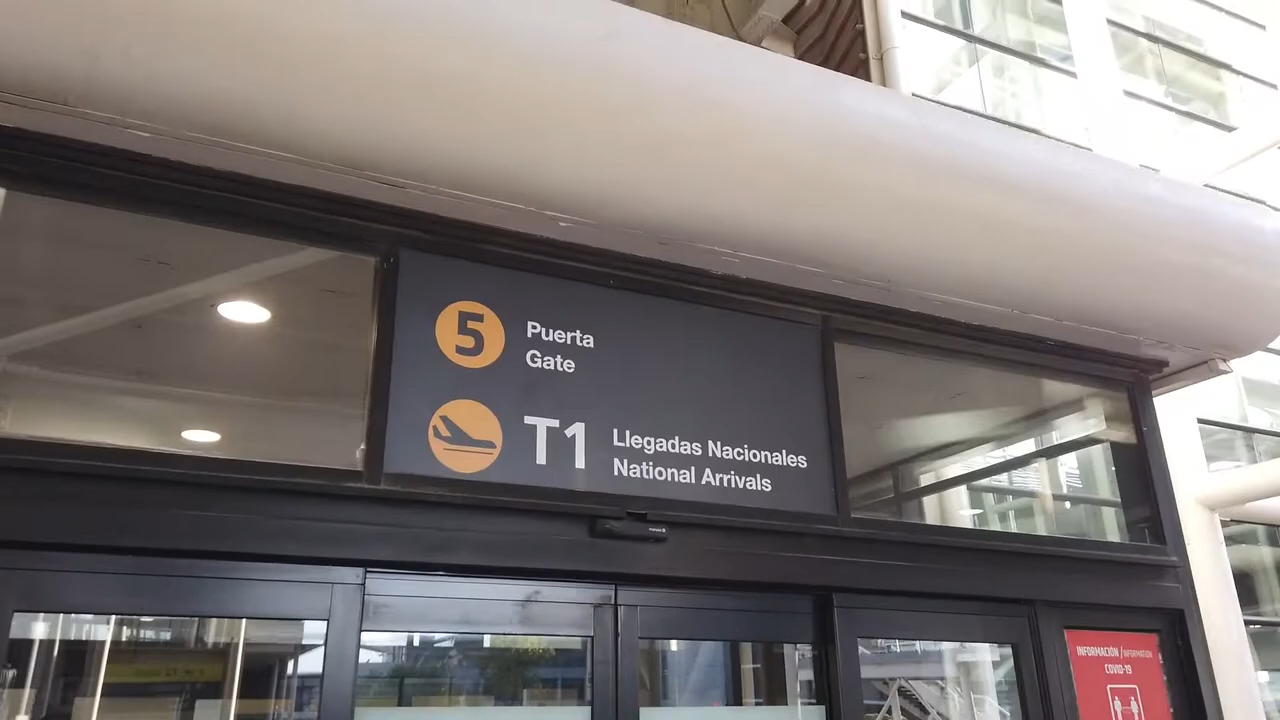 5
Puerta
Gate
T1
Llegadas Nacionales
National Arrivals
INFORMACIÓN / INFORMATION
COVID-19